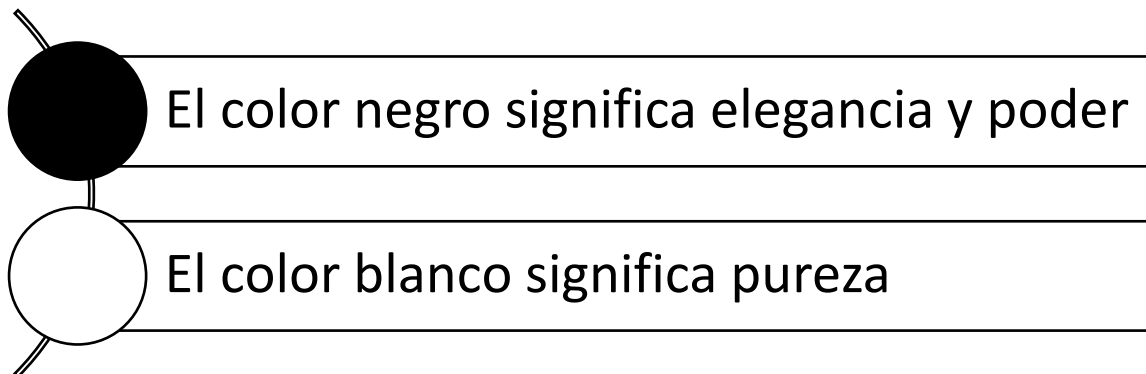 El color negro significa elegancia y poder
El color blanco significa pureza